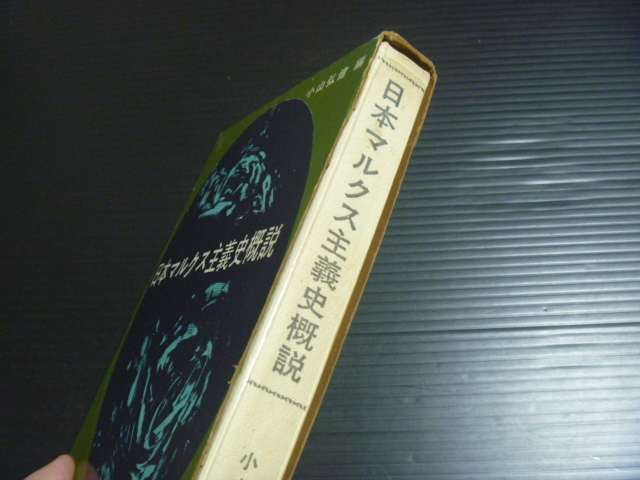 小山弘健 編
日本マルクス主義史概説
日本マルクス主義史概説
小